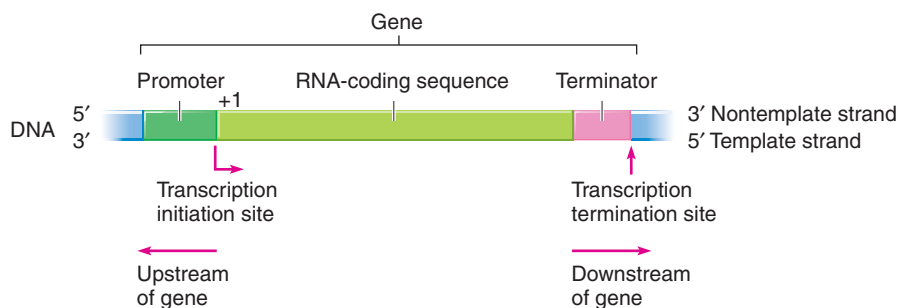 Gene
Promoter
RNA-coding sequence
Terminator
+1
5′
3′ Nontemplate strand
DNA
3′
5′ Template strand
Transcription
initiation site
Transcription
termination site
Upstream
of gene
Downstream
of gene